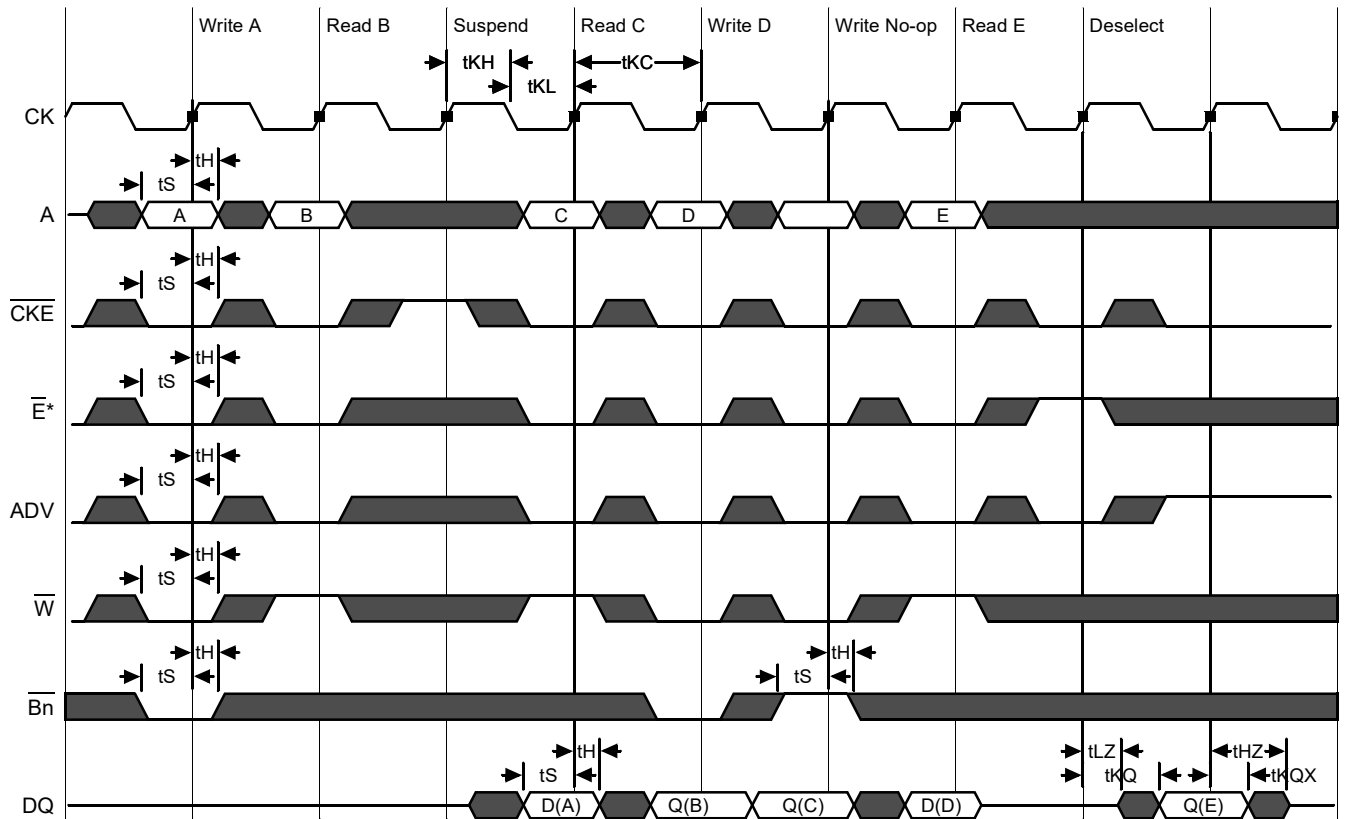 Write A Read B Suspend Read C Write D Write No-op Read E Deselect
tKH tKC
tKL
CK
tH
tS
A A B C D E
tH
tS
CKE
tH
tS
E*
tH
tS
ADV
tH
tS
W
tH tH
tS tS
Bn
tH tLZ tHZ
tS tKQ tKQX
DQ D(A) Q(B) Q(C) D(D) Q(E)